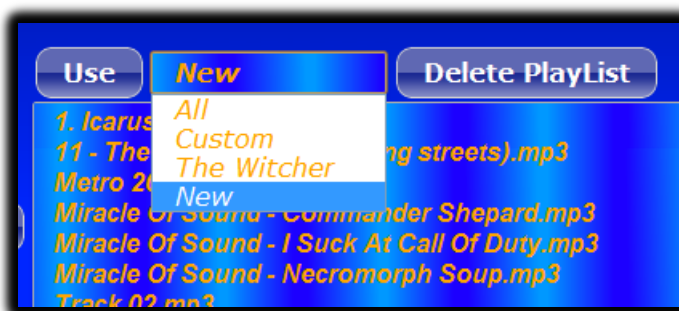 Use New Delete PlayList
All
Custom
The Witcher
New
1. Icarus
11 - The ng streets).mp3
Metro 20
Miracle Of Sound - Commander Shepard.mp3
Miracle Of Sound - I Suck At Call Of Duty.mp3
Miracle Of Sound - Necromorph Soup.mp3
Track 02.mp3